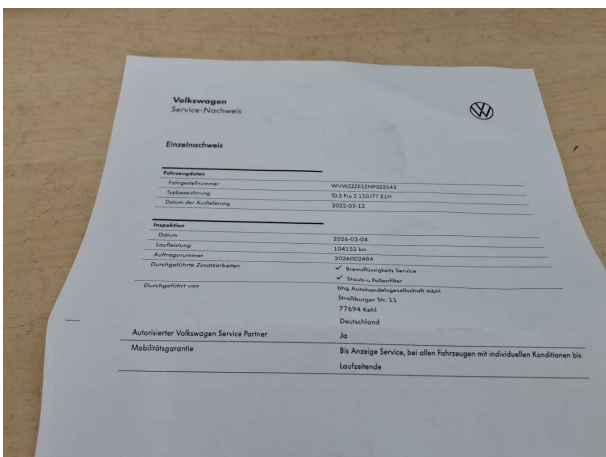 Volkswagen
Service-Nachweis
Einzelnachweis
Fahrzeugdaten
Fahrgestellnummer WVWZZZE1ZNP022543
Typbezeichnung ID.3 Pro S 150/77 E1H
Datum der Auslieferung 2022-03-12
Inspektion
Datum 2026-03-04
Laufleistung 104152 km
Auftragsnummer 2026002484
Durchgeführte Zusatzarbeiten ✓ Bremsflüssigkeits Service
✓ Staub-u.Pollenfilter
Durchgeführt von bhg Autohandelsgesellschaft mbH
Straßburger Str. 11
77694 Kehl
Deutschland
Autorisierter Volkswagen Service Partner Ja
Mobilitätsgarantie Bis Anzeige Service, bei allen Fahrzeugen mit individuellen Konditionen bis
Laufzeitende